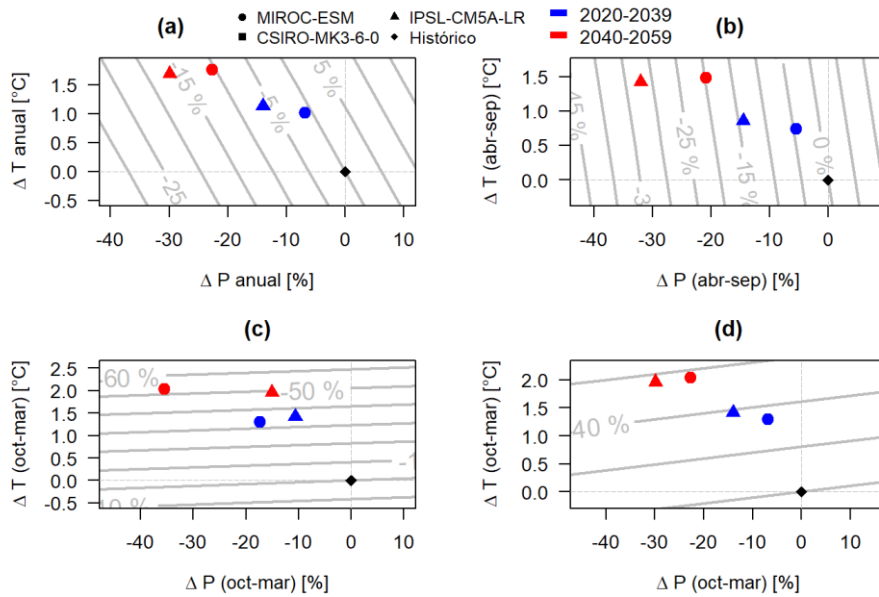 MIROC-ESM IPSL-CM5A-LR 2020-2039
CSIRO-MK3-6-0 Histórico 2040-2059
(a)
Δ T anual [°C]
1.5
1.0
0.5
0.0
-0.5
-15 %
-5 %
5 %
-25
-40 -30 -20 -10 0 10
Δ P anual [%]
(b)
Δ T (abr-sep) [°C]
1.5
1.0
0.5
0.0
45 %
-3
-25 %
-15 %
0 %
-40 -30 -20 -10 0
Δ P (abr-sep) [%]
(c)
Δ T (oct-mar) [°C]
2.5
2.0
1.5
1.0
0.5
0.0
-0.5
-60 %
-50 %
-1
10 %
-40 -30 -20 -10 0 10
Δ P (oct-mar) [%]
(d)
Δ T (oct-mar) [°C]
2.0
1.5
1.0
0.5
0.0
40 %
-40 -30 -20 -10 0 10
Δ P (oct-mar) [%]